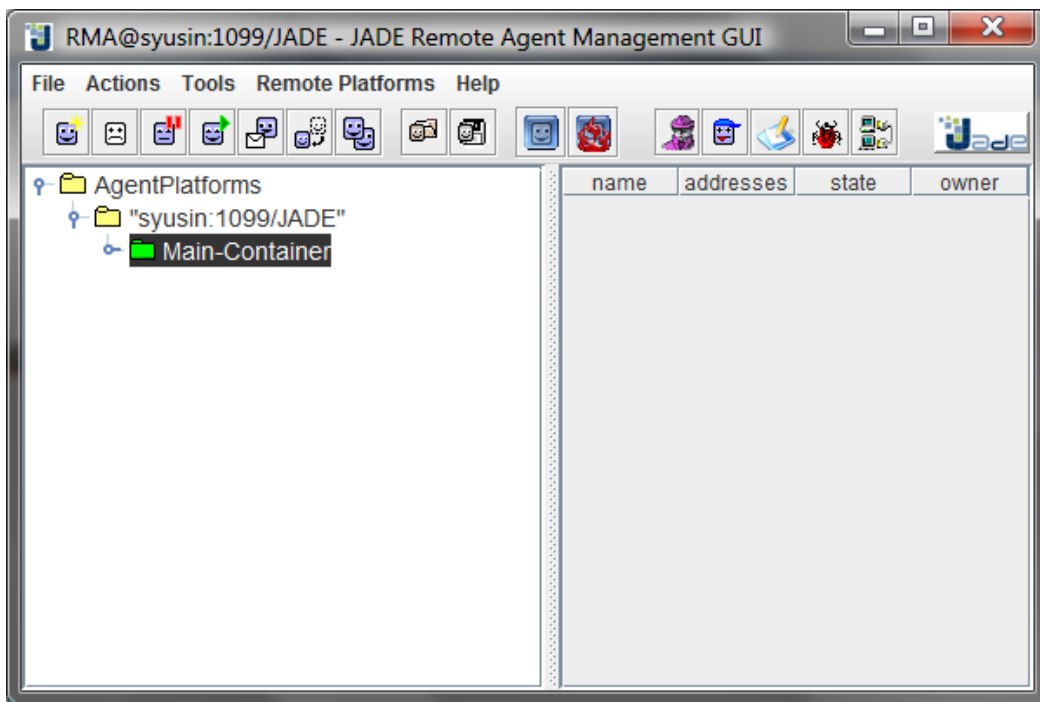 RMA@syusin:1099/JADE - JADE Remote Agent Management GUI
File Actions Tools Remote Platforms Help
Jade
AgentPlatforms
"syusin:1099/JADE"
Main-Container
name addresses state owner